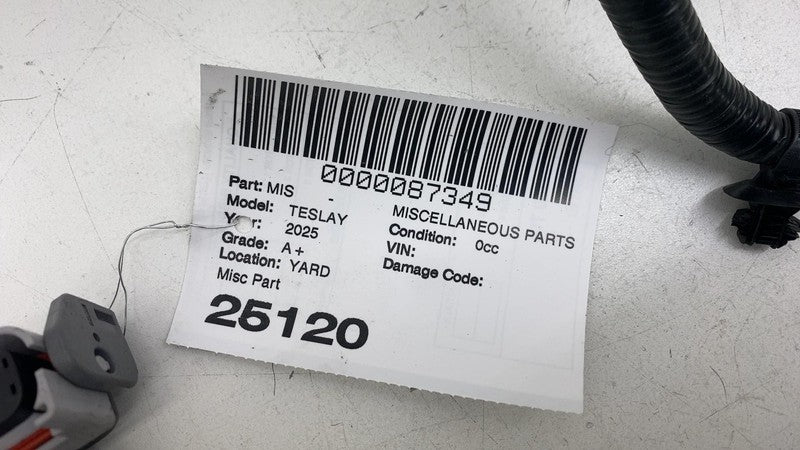 0000087349
Part: MIS - MISCELLANEOUS PARTS
Model: TESLAY Condition: 0cc
Year: 2025 VIN:
Grade: A+ Damage Code:
Location: YARD
Misc Part
25120